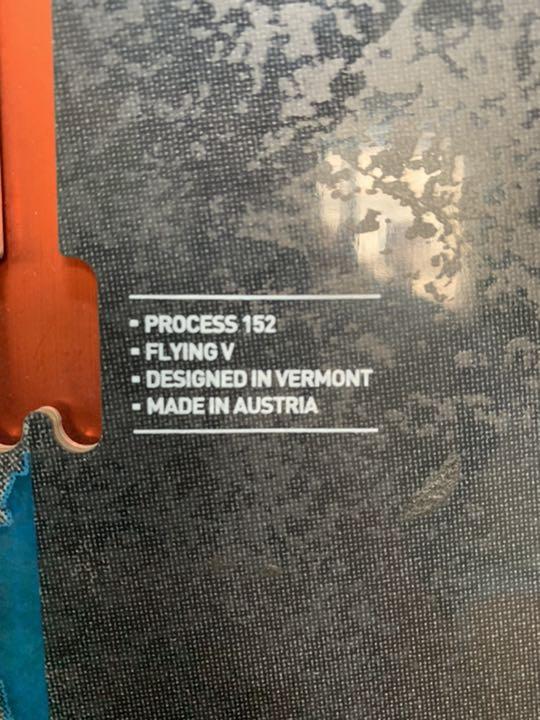 ▪ PROCESS 152
▪ FLYING V
▪ DESIGNED IN VERMONT
▪ MADE IN AUSTRIA